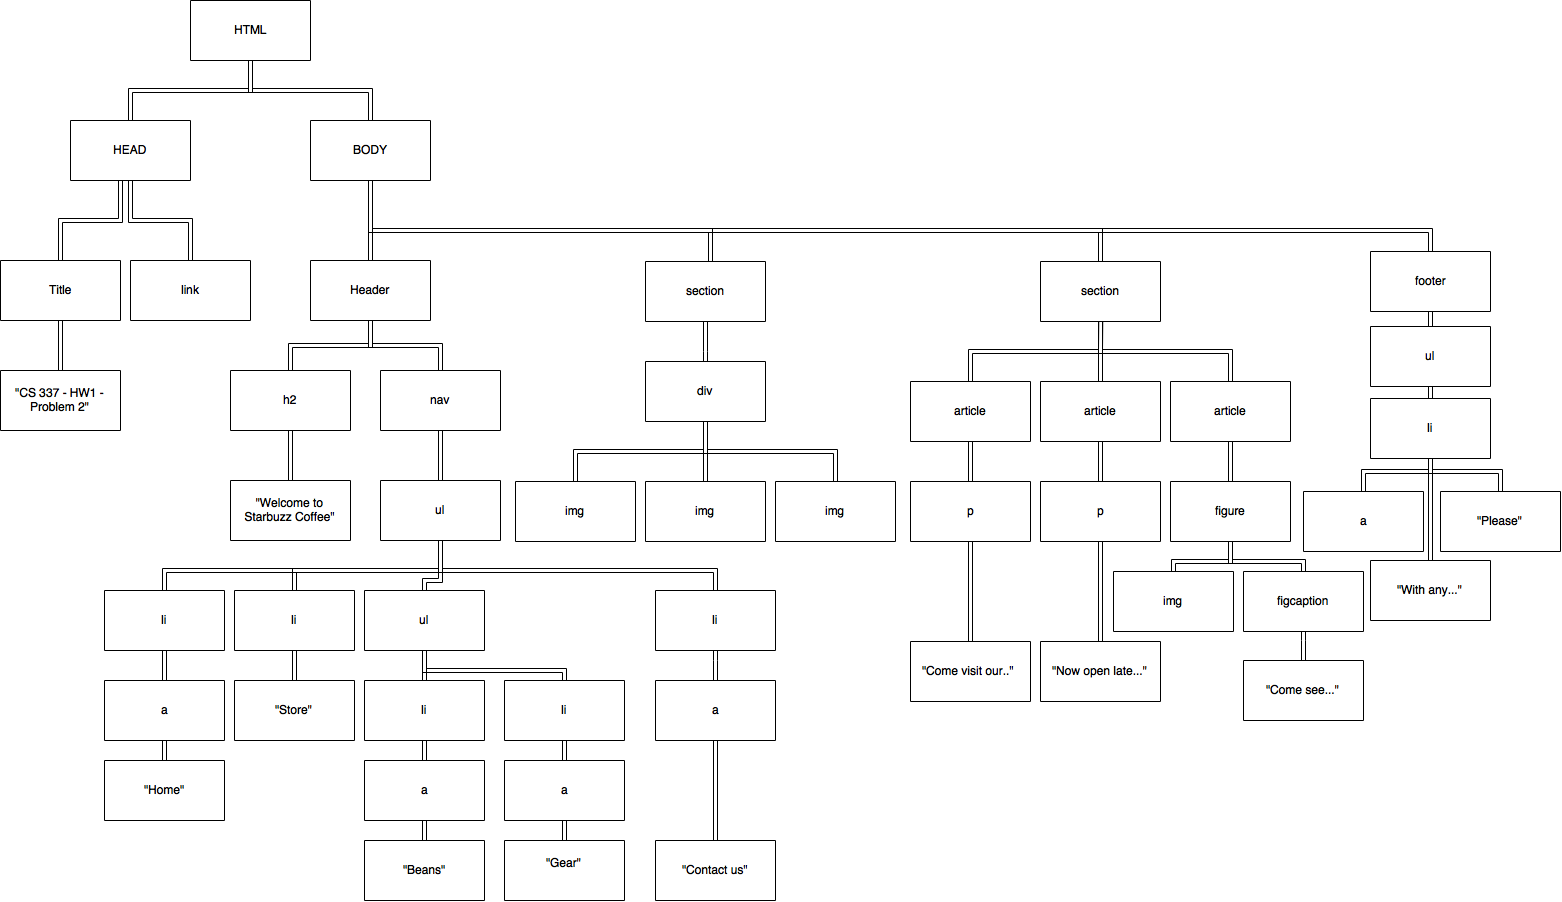 HTML
HEAD
BODY
Title
link
Header
section
section
footer
ul
"CS 337 - HW1 -
Problem 2"
h2
nav
div
article
article
article
li
"Welcome to
Starbuzz Coffee"
ul
img
img
img
p
p
figure
a
"Please"
li
li
ul
li
img
figcaption
"With any..."
a
"Store"
li
li
a
"Come visit our.."
"Now open late..."
"Come see..."
"Home"
a
a
"Beans"
"Gear"
"Contact us"